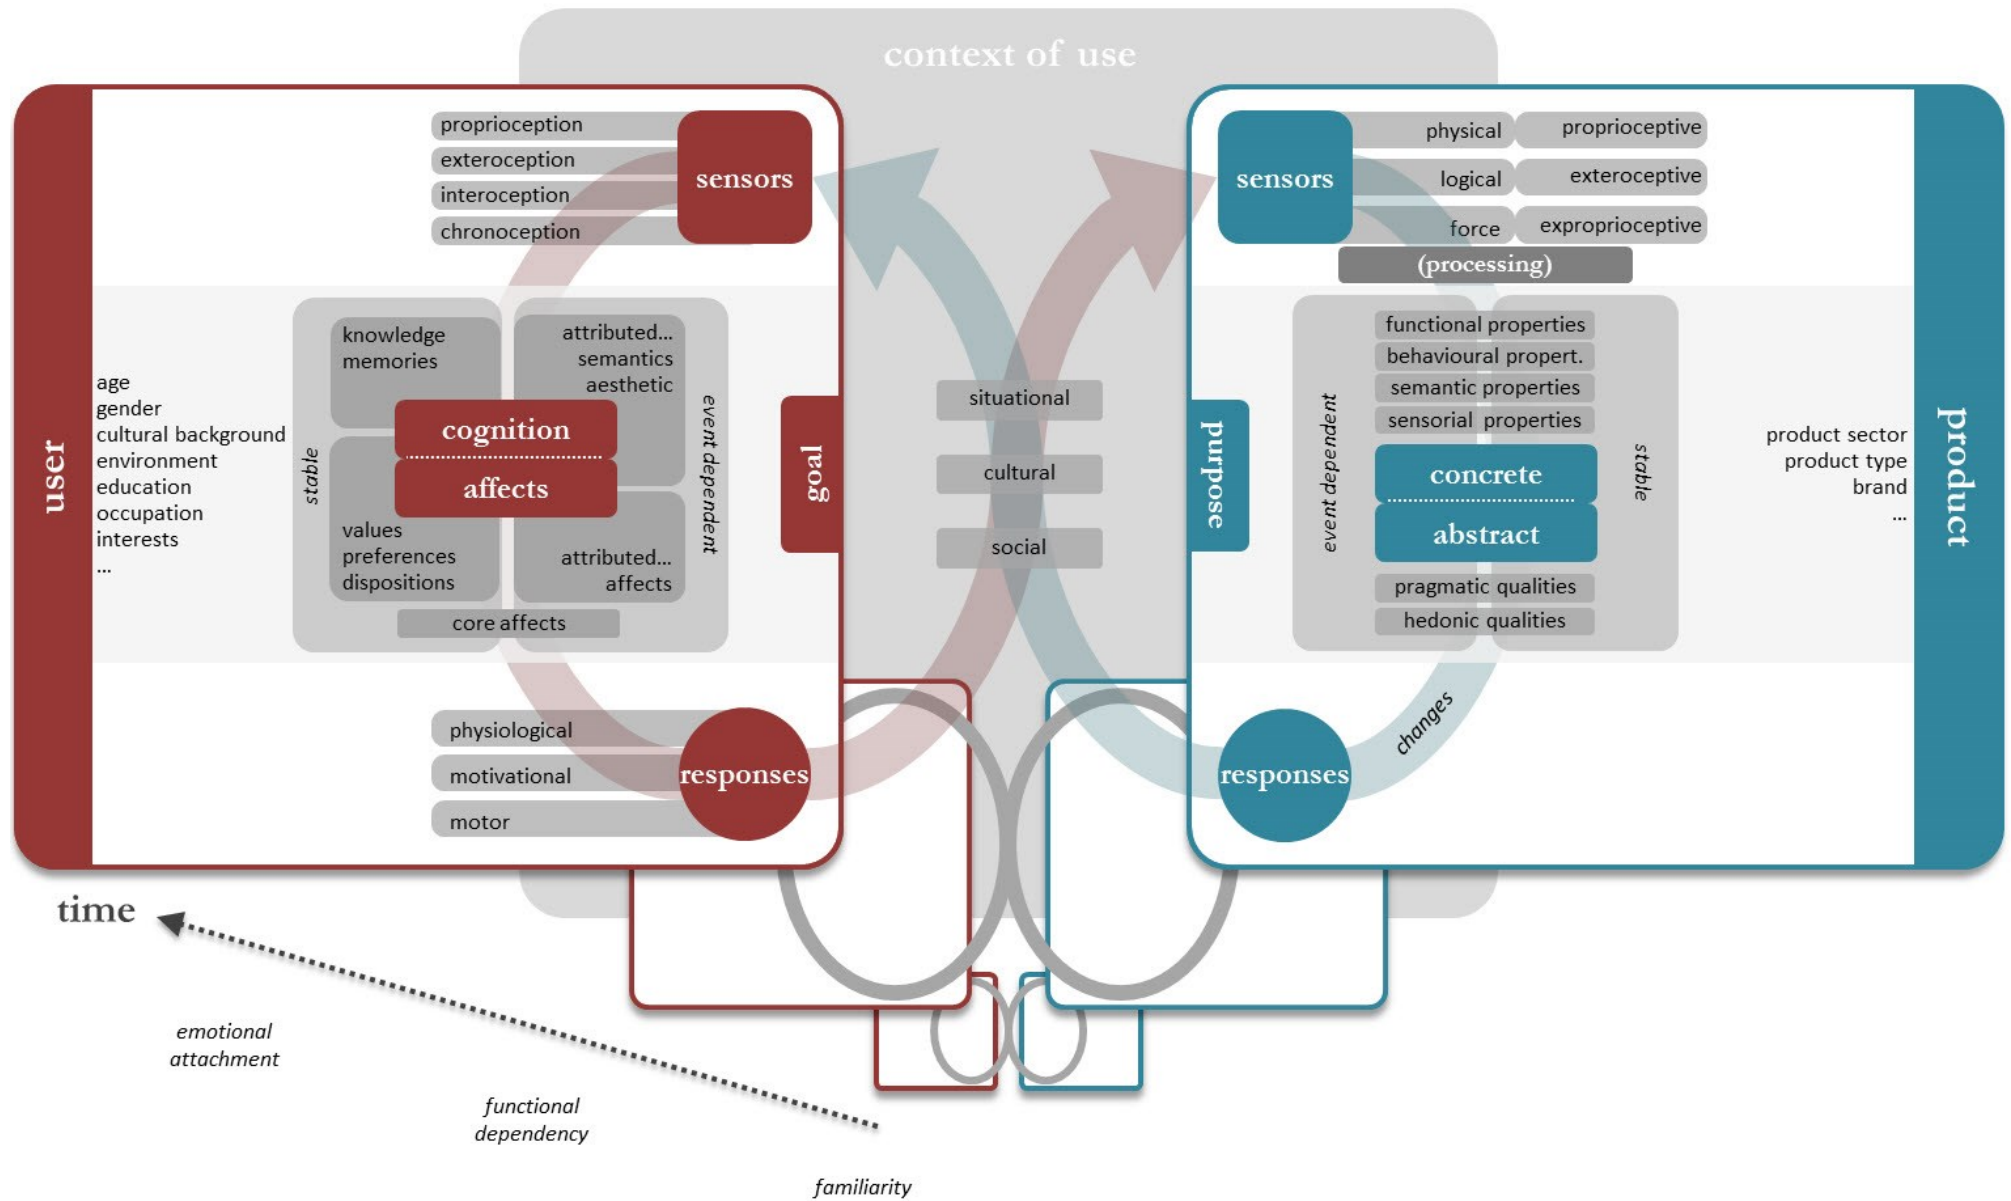 context of use
user
proprioception
exteroception
interoception
chronoception
sensors
age
gender
cultural background
environment
education
occupation
interests
...
stable
knowledge
memories
attributed...
semantics
aesthetic
cognition
affects
values
preferences
dispositions
attributed...
affects
core affects
event dependent
goal
physiological
motivational
motor
responses
situational
cultural
social
sensors
physical
proprioceptive
logical
exteroceptive
force
exproprioceptive
(processing)
purpose
event dependent
functional properties
behavioural propert.
semantic properties
sensorial properties
concrete
abstract
pragmatic qualities
hedonic qualities
stable
product sector
product type
brand
...
product
responses
changes
time
emotional
attachment
functional
dependency
familiarity